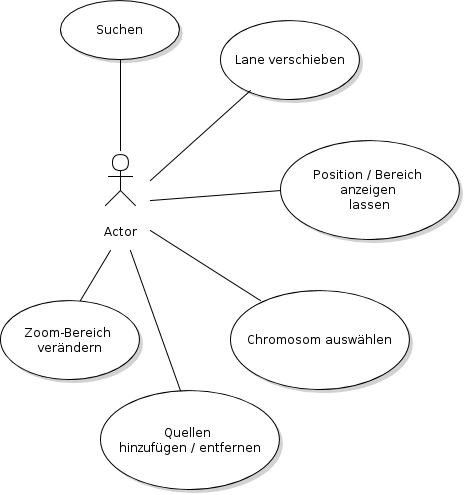 Suchen
Lane verschieben
Position / Bereich
anzeigen
lassen
Actor
Chromosom auswählen
Zoom-Bereich
verändern
Quellen
hinzufügen / entfernen